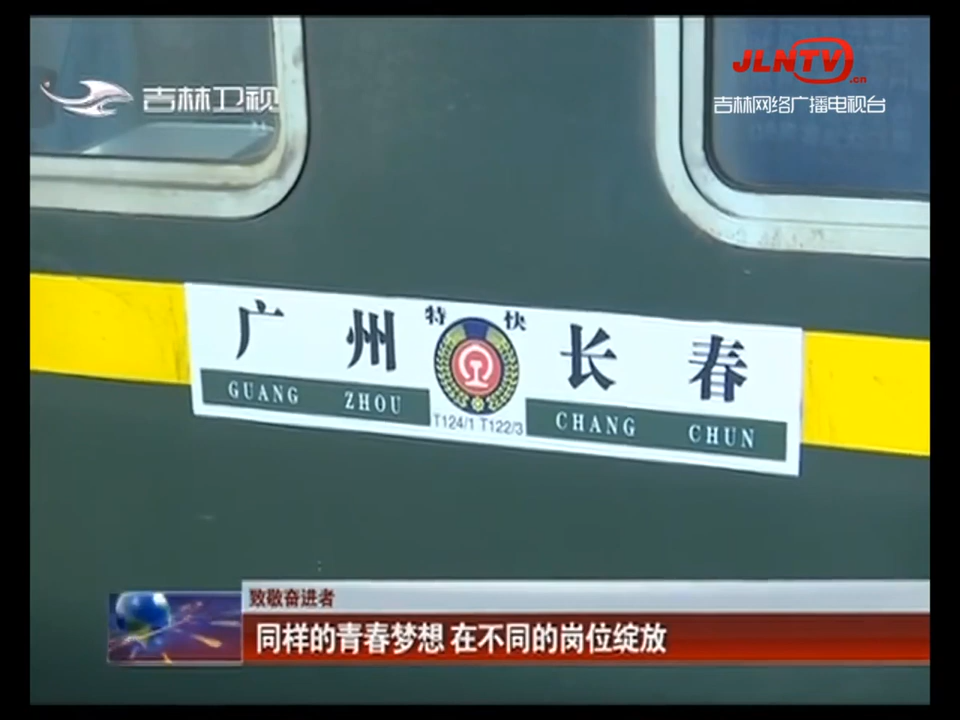 吉林卫视
JLNTV.cn
吉林网络广播电视台
广州 特快 长春
GUANG ZHOU
T124/1 T122/3
CHANG CHUN
致敬奋进者
同样的青春梦想 在不同的岗位绽放